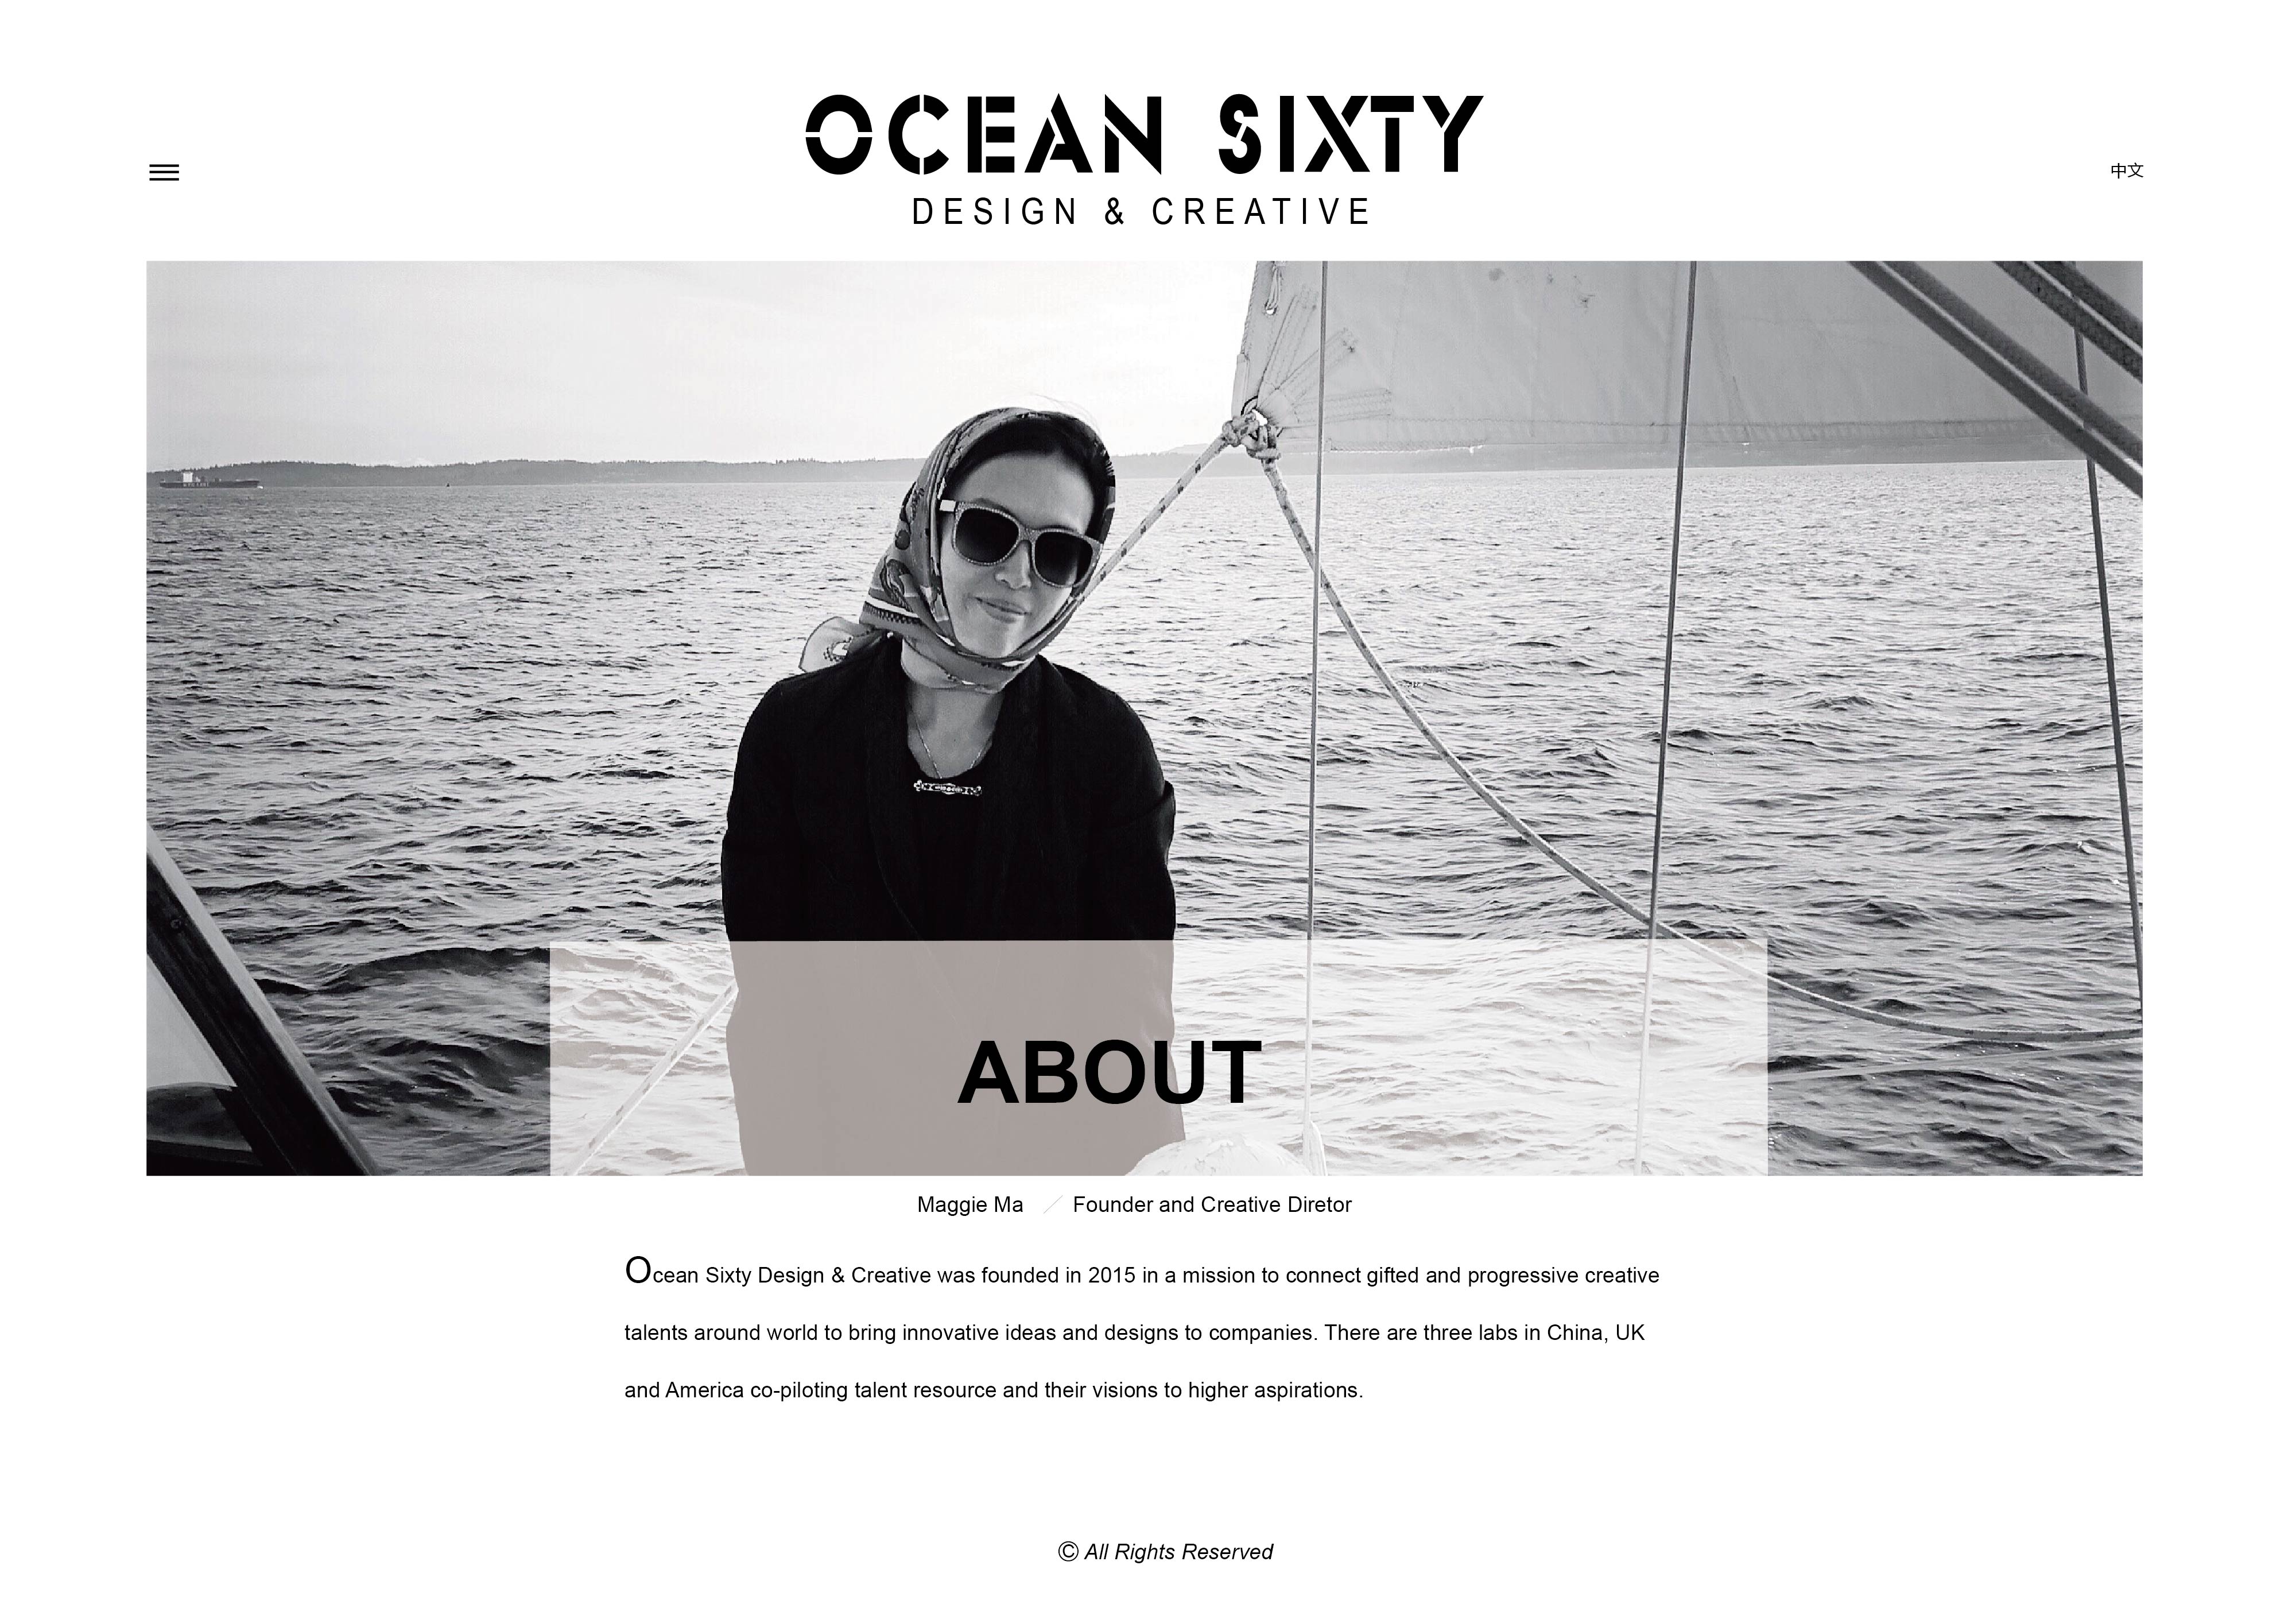 OCEAN SIXTY
DESIGN & CREATIVE
中文
ABOUT
Maggie Ma ／ Founder and Creative Diretor
Ocean Sixty Design & Creative was founded in 2015 in a mission to connect gifted and progressive creative
talents around world to bring innovative ideas and designs to companies. There are three labs in China, UK
and America co-piloting talent resource and their visions to higher aspirations.
© All Rights Reserved